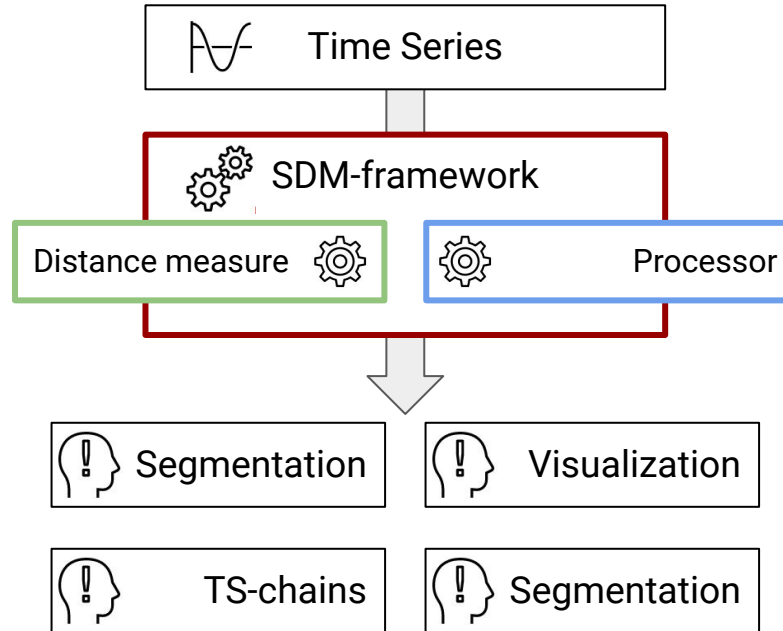 Time Series
SDM-framework
Distance measure
Processor
Segmentation
Visualization
TS-chains
Segmentation